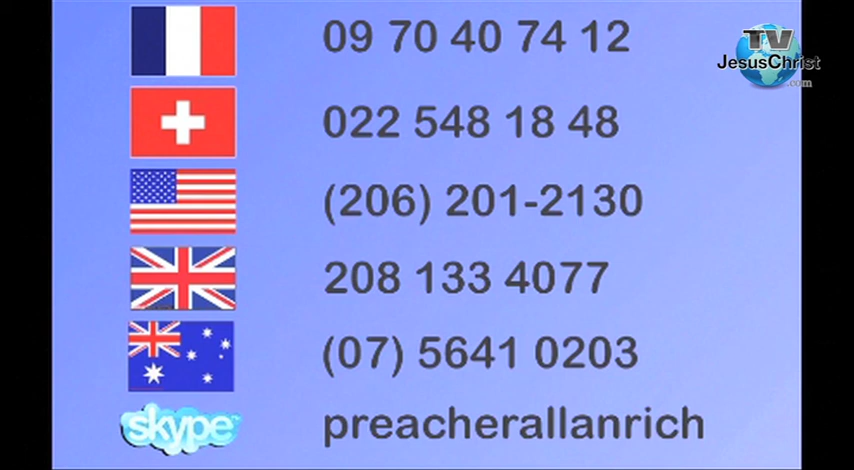 09 70 40 74 12
TV
JesusChrist
.com
022 548 18 48
(206) 201-2130
208 133 4077
(07) 5641 0203
skype preacherallanrich